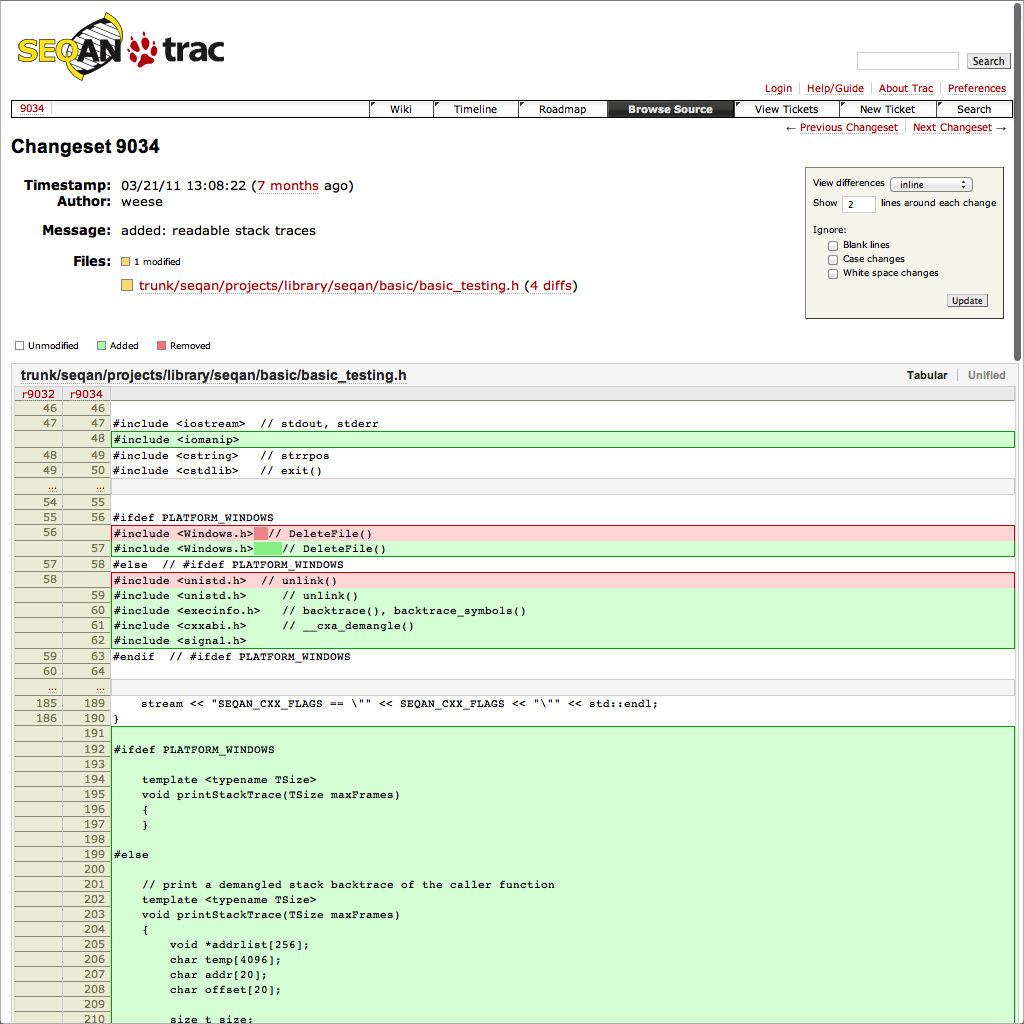 SEQAN trac
Search
Login Help/Guide About Trac Preferences
9034 Wiki Timeline Roadmap Browse Source View Tickets New Ticket Search
← Previous Changeset Next Changeset →
Changeset 9034
Timestamp: 03/21/11 13:08:22 (7 months ago)
Author: weese
Message: added: readable stack traces
Files: 1 modified
trunk/seqan/projects/library/seqan/basic/basic_testing.h (4 diffs)
View differences inline
Show 2 lines around each change
Ignore:
Blank lines
Case changes
White space changes
Update
Unmodified Added Removed
trunk/seqan/projects/library/seqan/basic/basic_testing.h Tabular Unified
r9032 r9034
46 46
47 47 #include <iostream>  // stdout, stderr
48 #include <iomanip>
48 49 #include <cstring>   // strrpos
49 50 #include <cstdlib>   // exit()
... ...
54 55
55 56 #ifdef PLATFORM_WINDOWS
56 #include <Windows.h>  // DeleteFile()
57 #include <Windows.h>    // DeleteFile()
57 58 #else  // #ifdef PLATFORM_WINDOWS
58 #include <unistd.h>  // unlink()
59 #include <unistd.h>     // unlink()
60 #include <execinfo.h>   // backtrace(), backtrace_symbols()
61 #include <cxxabi.h>     // __cxa_demangle()
62 #include <signal.h>
59 63 #endif  // #ifdef PLATFORM_WINDOWS
60 64
... ...
185 189     stream << "SEQAN_CXX_FLAGS == \"" << SEQAN_CXX_FLAGS << "\"" << std::endl;
186 190 }
191
192 #ifdef PLATFORM_WINDOWS
193
194     template <typename TSize>
195     void printStackTrace(TSize maxFrames)
196     {
197     }
198
199 #else
200
201     // print a demangled stack backtrace of the caller function
202     template <typename TSize>
203     void printStackTrace(TSize maxFrames)
204     {
205         void *addrlist[256];
206         char temp[4096];
207         char addr[20];
208         char offset[20];
209
210         size_t size;